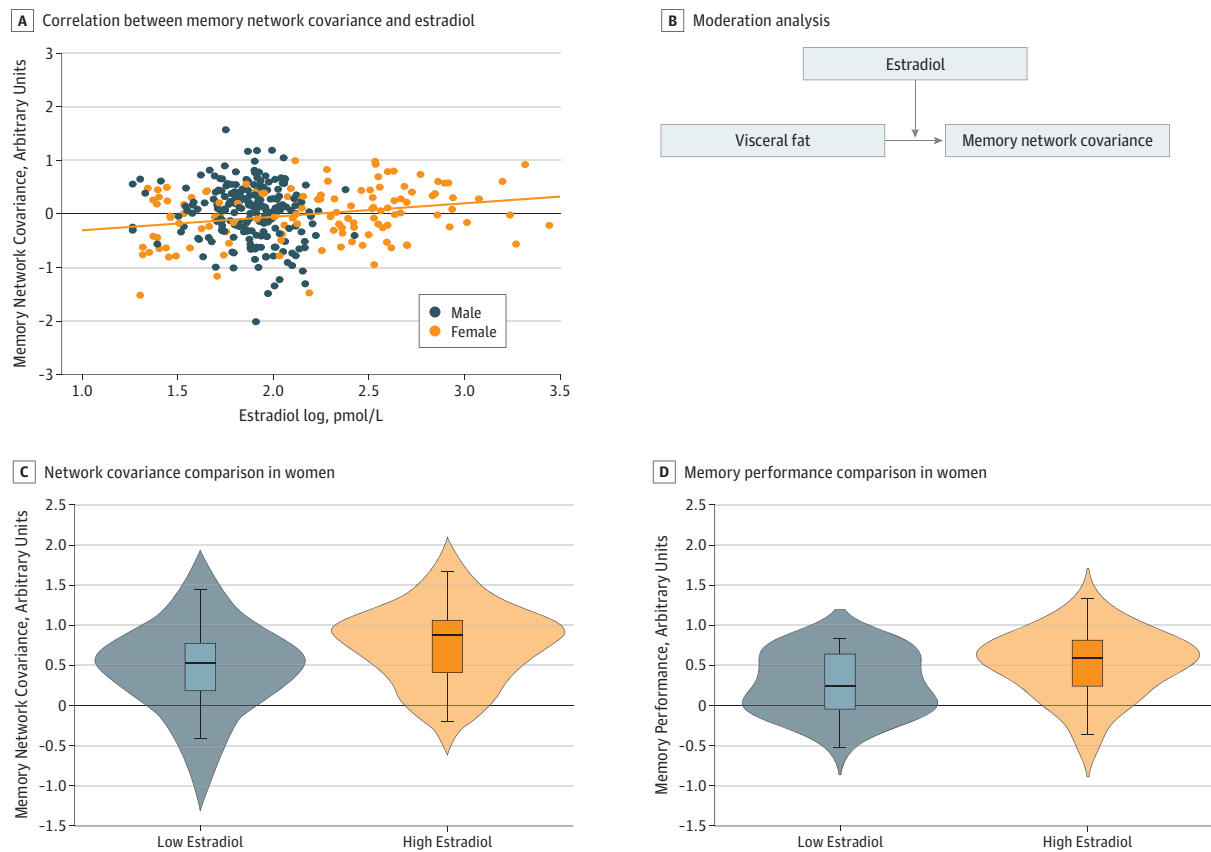 A Correlation between memory network covariance and estradiol
Memory Network Covariance, Arbitrary Units
3
2
1
0
-1
-2
-3
Male
Female
1.0 1.5 2.0 2.5 3.0 3.5
Estradiol log, pmol/L
B Moderation analysis
Estradiol
Visceral fat
Memory network covariance
C Network covariance comparison in women
Memory Network Covariance, Arbitrary Units
2.5
2.0
1.5
1.0
0.5
0
-0.5
-1.0
-1.5
Low Estradiol
High Estradiol
D Memory performance comparison in women
Memory Performance, Arbitrary Units
2.5
2.0
1.5
1.0
0.5
0
-0.5
-1.0
-1.5
Low Estradiol
High Estradiol